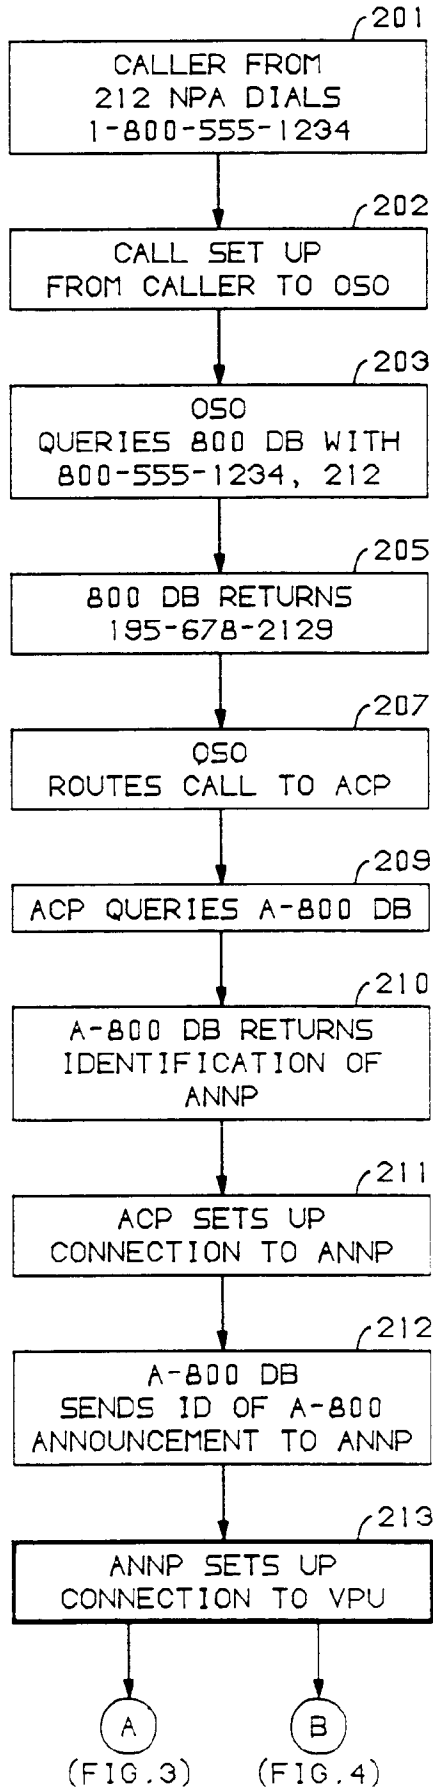 201
CALLER FROM
212 NPA DIALS
1-800-555-1234
202
CALL SET UP
FROM CALLER TO OSO
203
OSO
QUERIES 800 DB WITH
800-555-1234, 212
205
800 DB RETURNS
195-678-2129
207
OSO
ROUTES CALL TO ACP
209
ACP QUERIES A-800 DB
210
A-800 DB RETURNS
IDENTIFICATION OF
ANNP
211
ACP SETS UP
CONNECTION TO ANNP
212
A-800 DB
SENDS ID OF A-800
ANNOUNCEMENT TO ANNP
213
ANNP SETS UP
CONNECTION TO VPU
A B
(FIG.3) (FIG.4)